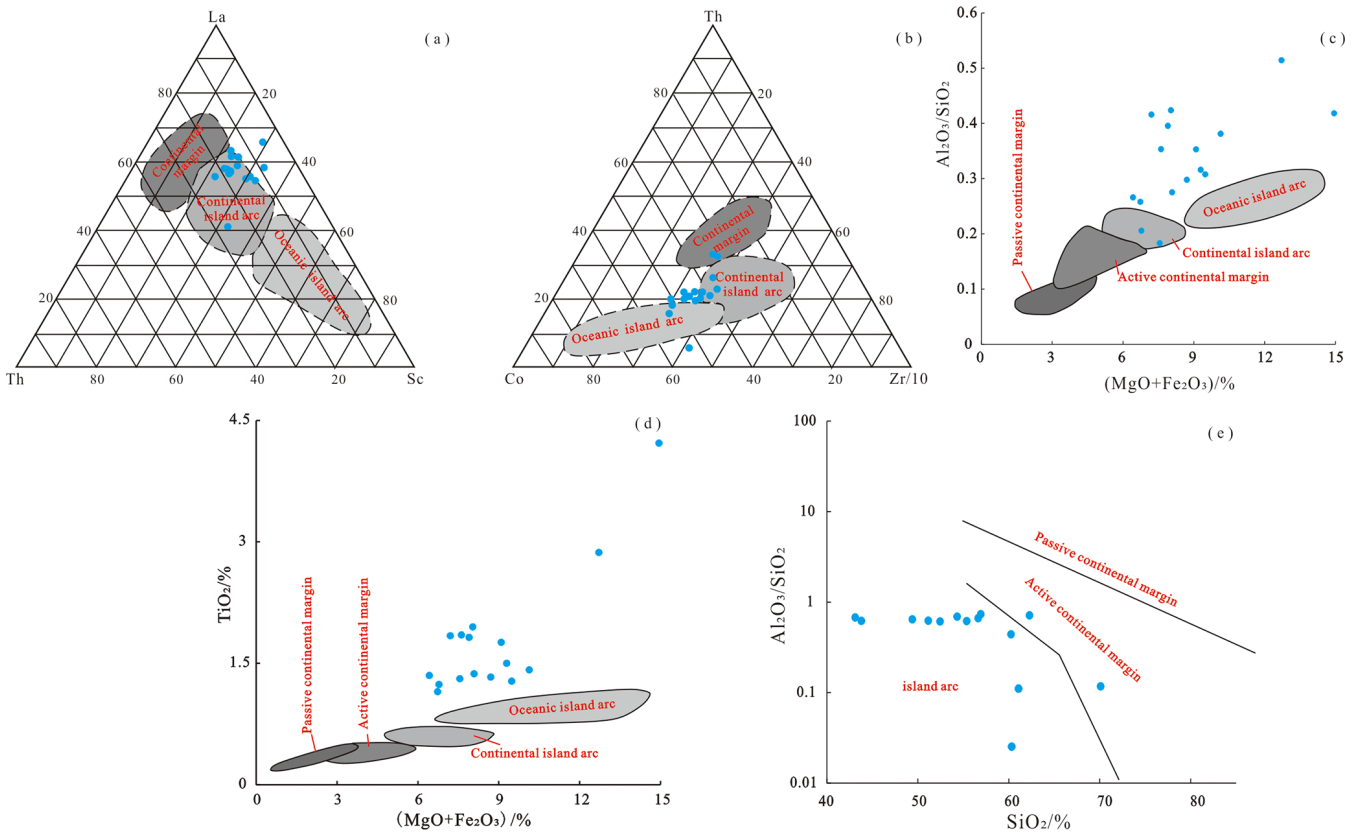 La
( a )
80
20
Continental
margin
60
40
Continental
island arc
40
60
Oceanic island arc
20
80
Th
80
60
40
20
Sc
Th
( b )
80
20
60
40
Continental
margin
40
60
Continental
island arc
20
80
Oceanic island arc
Co
80
60
40
20
Zr/10
( c )
0.6
0.5
0.4
0.3
0.2
0.1
0
Al₂O₃/SiO₂
Passive continental margin
Oceanic island arc
Continental island arc
Active continental margin
0
3
6
9
12
15
(MgO+Fe₂O₃)/%
( d )
4.5
3
1.5
0
TiO₂/%
Passive continental margin
Active continental margin
Oceanic island arc
Continental island arc
0
3
6
9
12
15
(MgO+Fe₂O₃)/%
( e )
100
10
1
0.1
0.01
Al₂O₃/SiO₂
Passive continental margin
Active continental margin
island arc
40
50
60
70
80
SiO₂/%